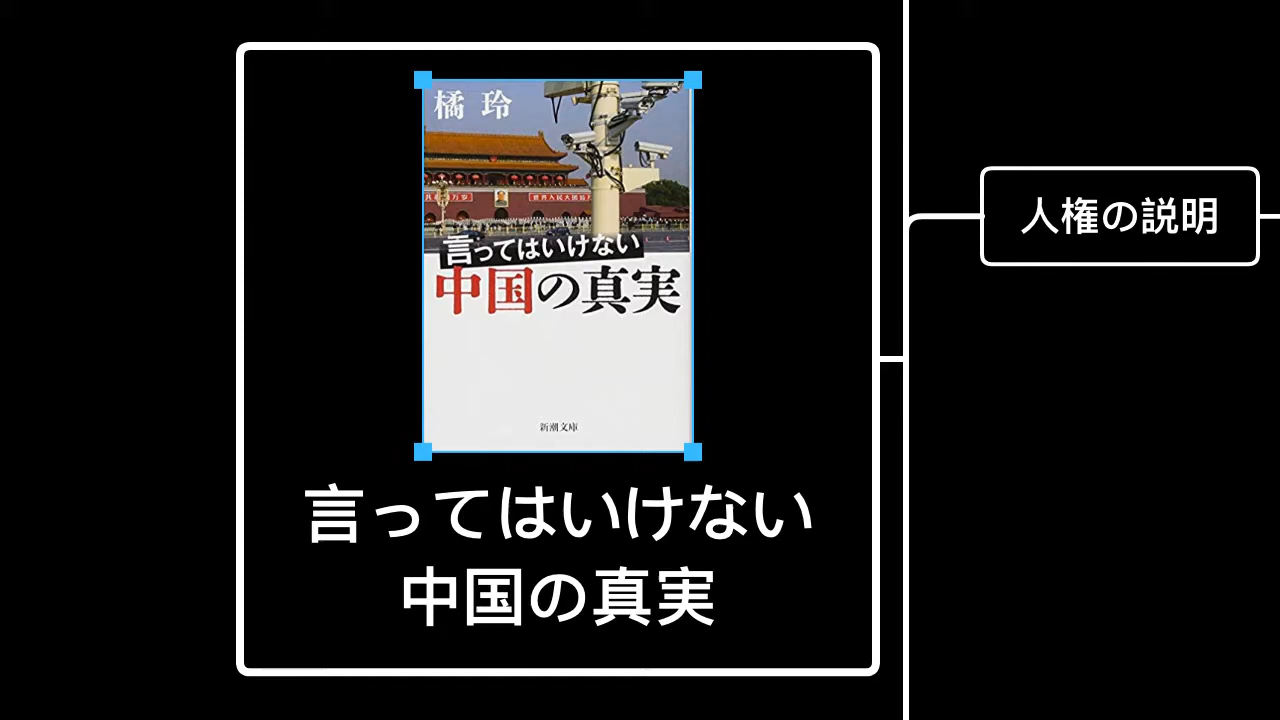 橘 玲
言ってはいけない
中国の真実
新潮文庫
言ってはいけない
中国の真実
人権の説明